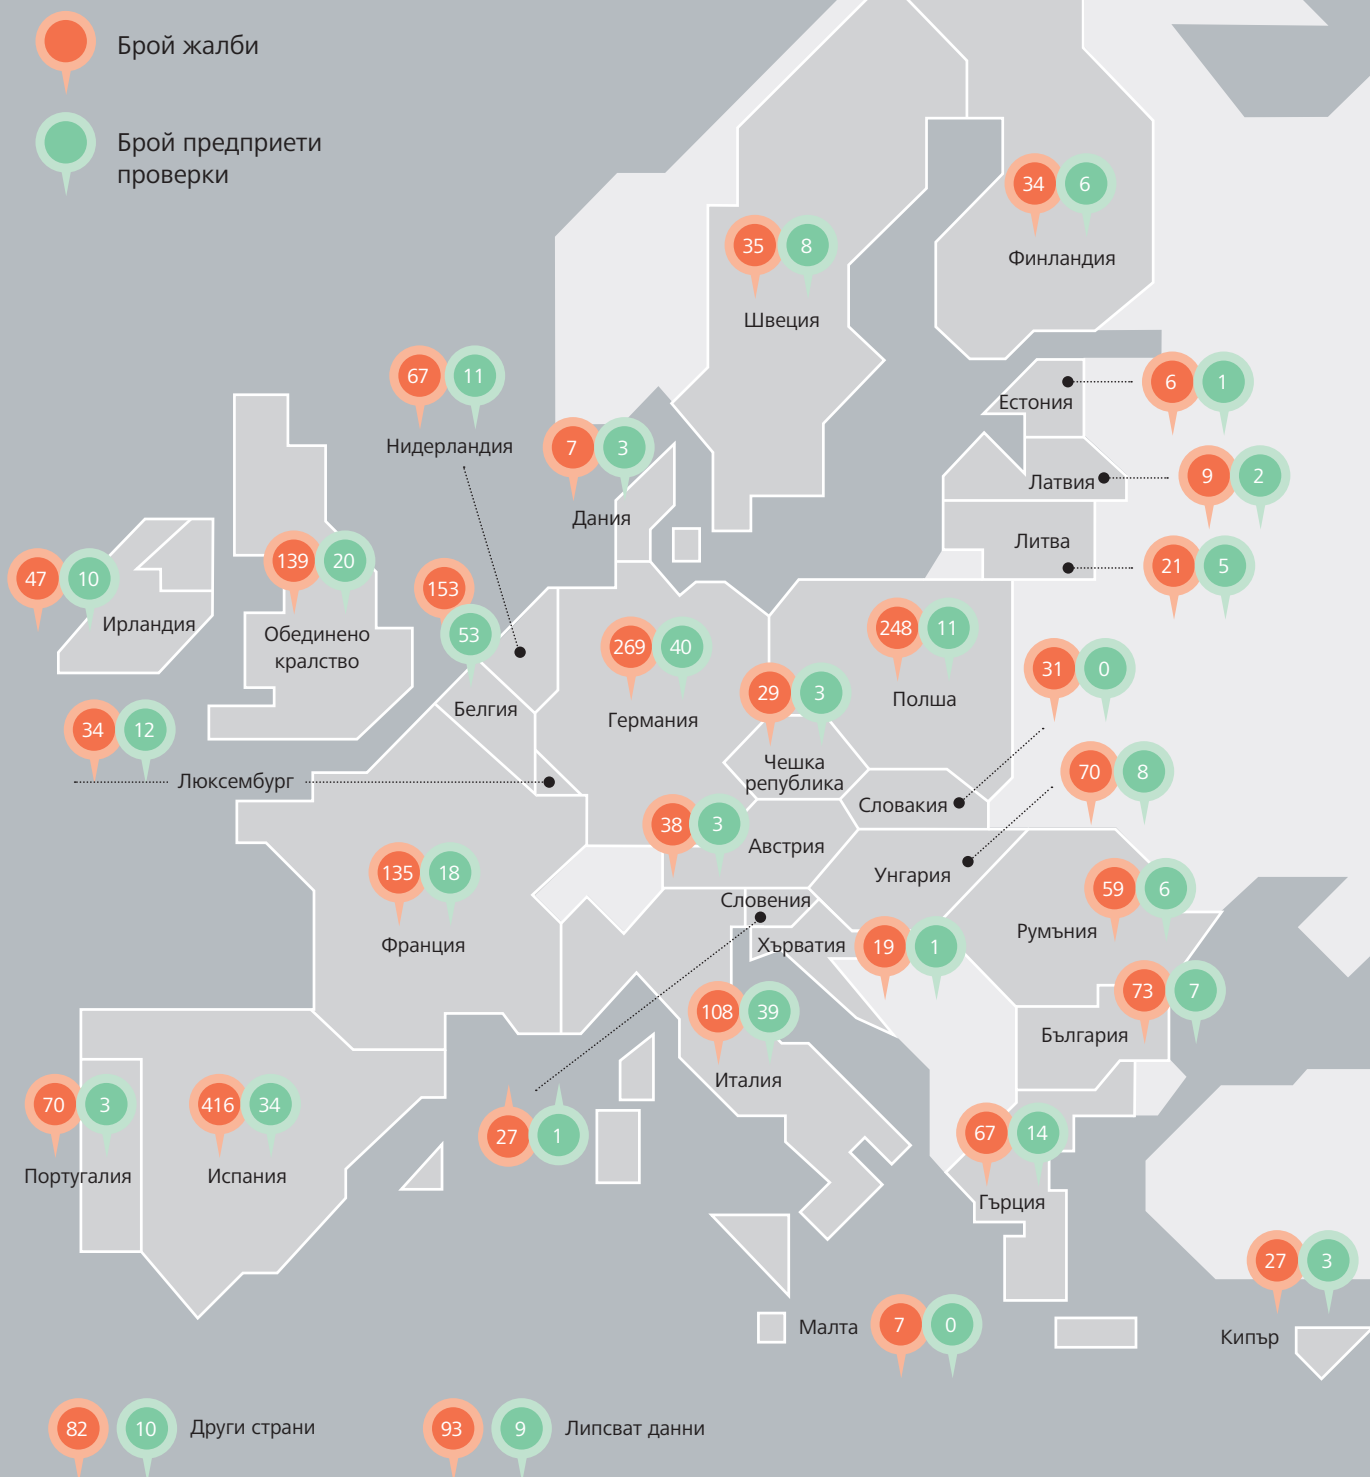 Брой жалби
Брой предприети
проверки
34 6
Финландия
35 8
Швеция
67 11
Нидерландия
6 1
Естония
7 3
Дания
9 2
Латвия
Литва
21 5
47 10
Ирландия
139 20
Обединено
кралство
153
53
Белгия
269 40
Германия
248 11
Полша
31 0
Словакия
29 3
Чешка
република
34 12
Люксембург
70 8
Унгария
38 3
Австрия
135 18
Франция
59 6
Румъния
Словения
Хърватия 19 1
73 7
България
108 39
Италия
70 3
Португалия
416 34
Испания
27 1
67 14
Гърция
27 3
Кипър
Малта 7 0
82 10 Други страни
93 9 Липсват данни